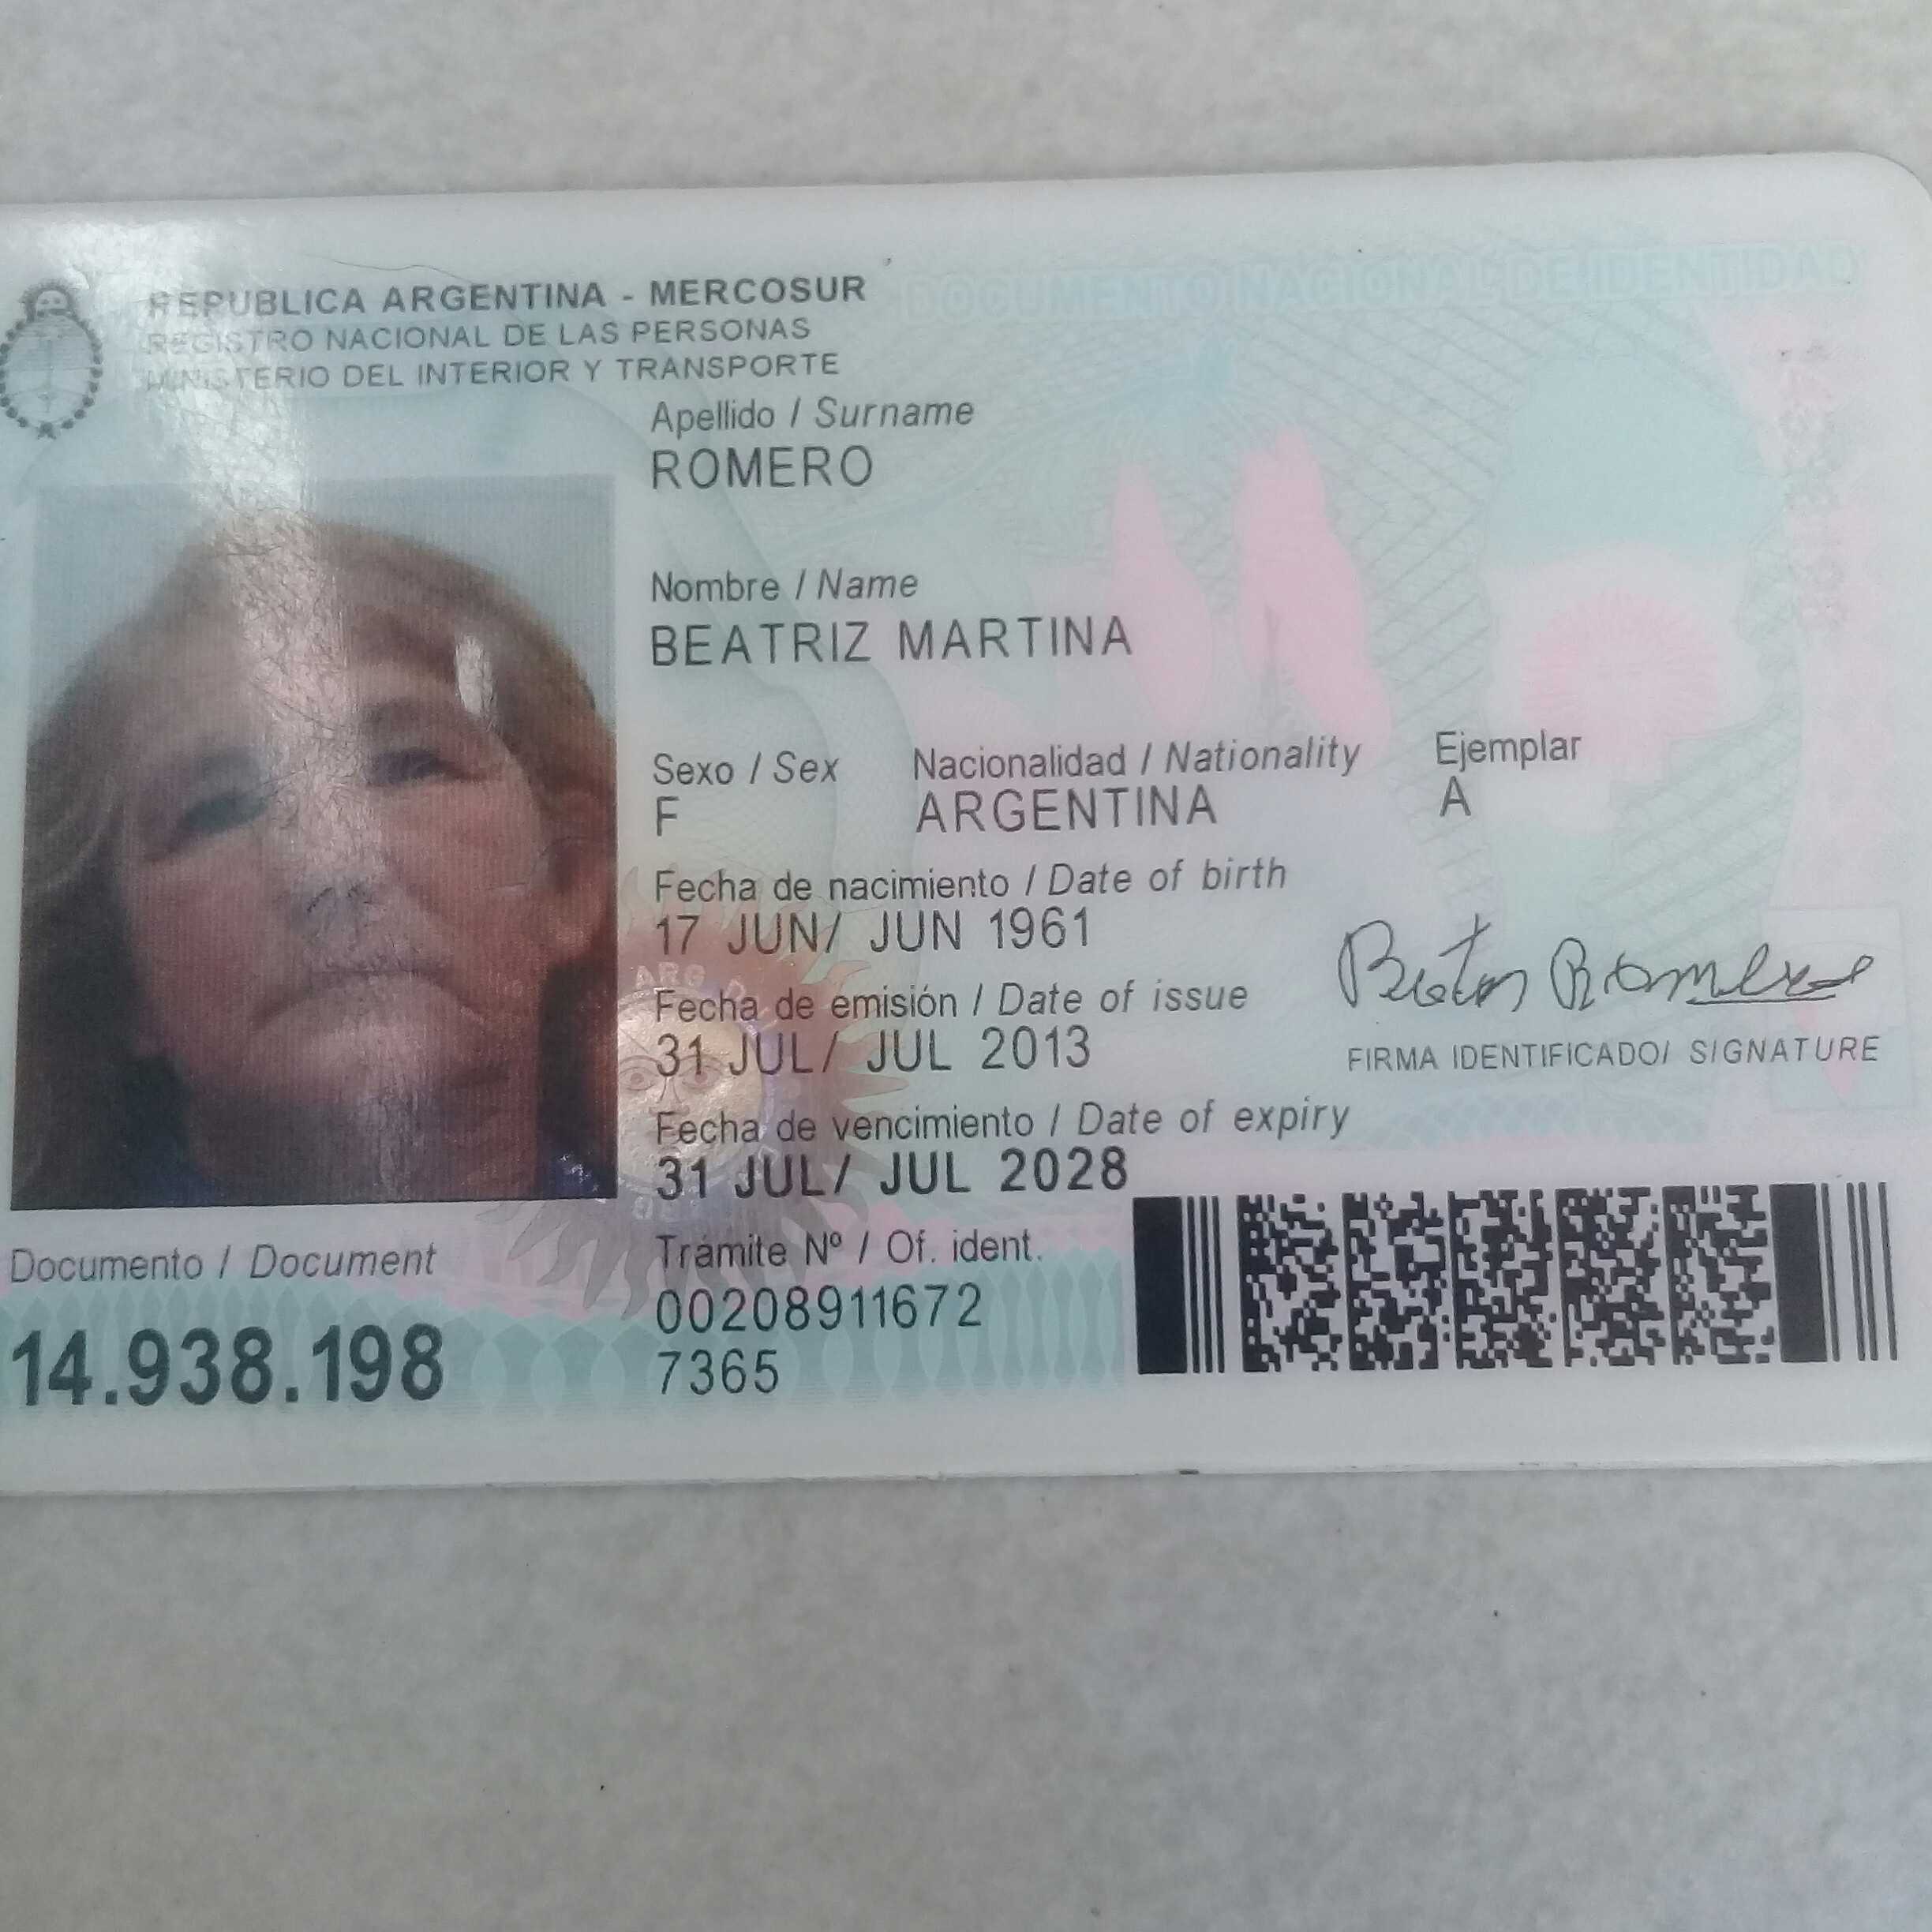 REPUBLICA ARGENTINA - MERCOSUR
REGISTRO NACIONAL DE LAS PERSONAS
MINISTERIO DEL INTERIOR Y TRANSPORTE
DOCUMENTO NACIONAL DE IDENTIDAD
Apellido / Surname
ROMERO
Nombre / Name
BEATRIZ MARTINA
Sexo / Sex Nacionalidad / Nationality Ejemplar
F ARGENTINA A
Fecha de nacimiento / Date of birth
17 JUN/ JUN 1961
Fecha de emisión / Date of issue
31 JUL/ JUL 2013
Romero
FIRMA IDENTIFICADO/ SIGNATURE
Fecha de vencimiento / Date of expiry
31 JUL/ JUL 2028
Documento / Document
14.938.198
Trámite Nº / Of. ident.
00208911672
7365